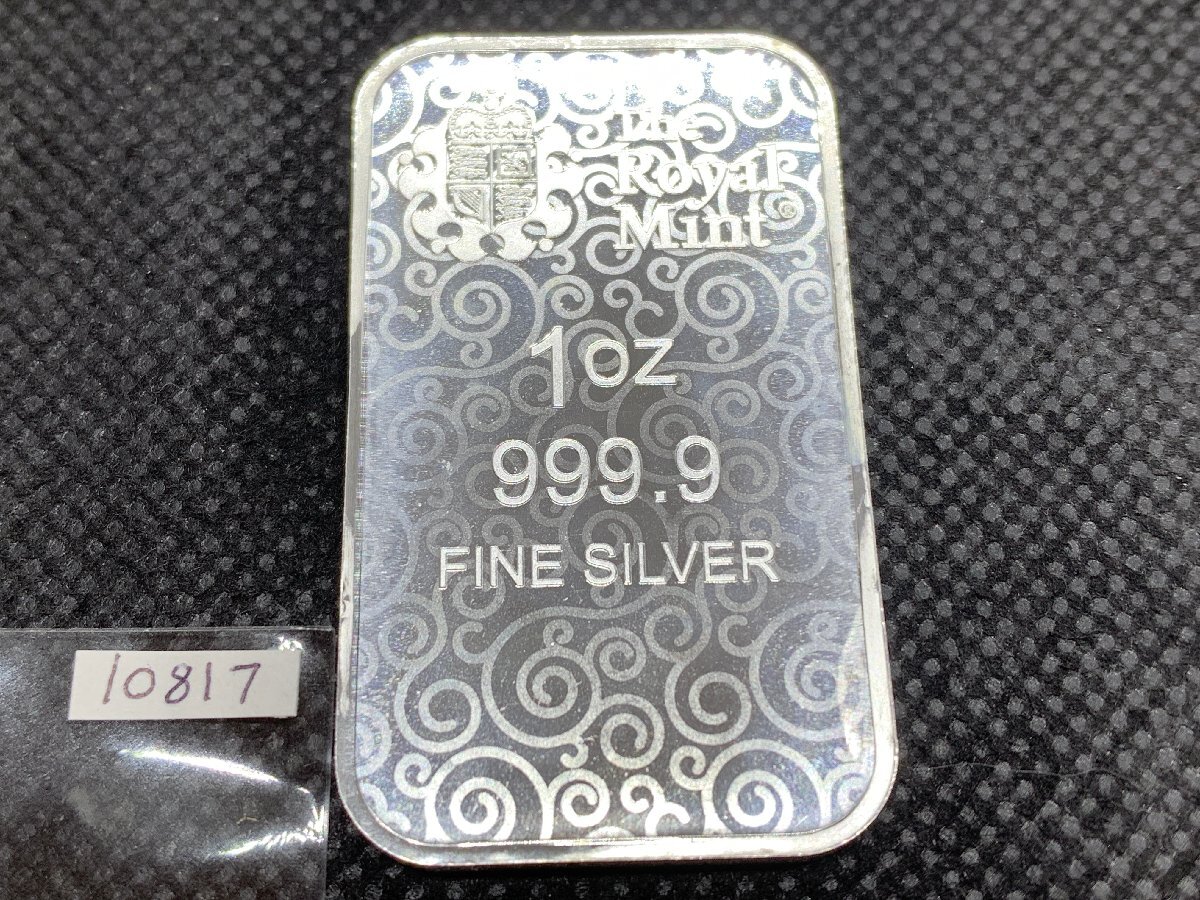 The
Royal
Mint®
1oz
999.9
FINE SILVER
10817